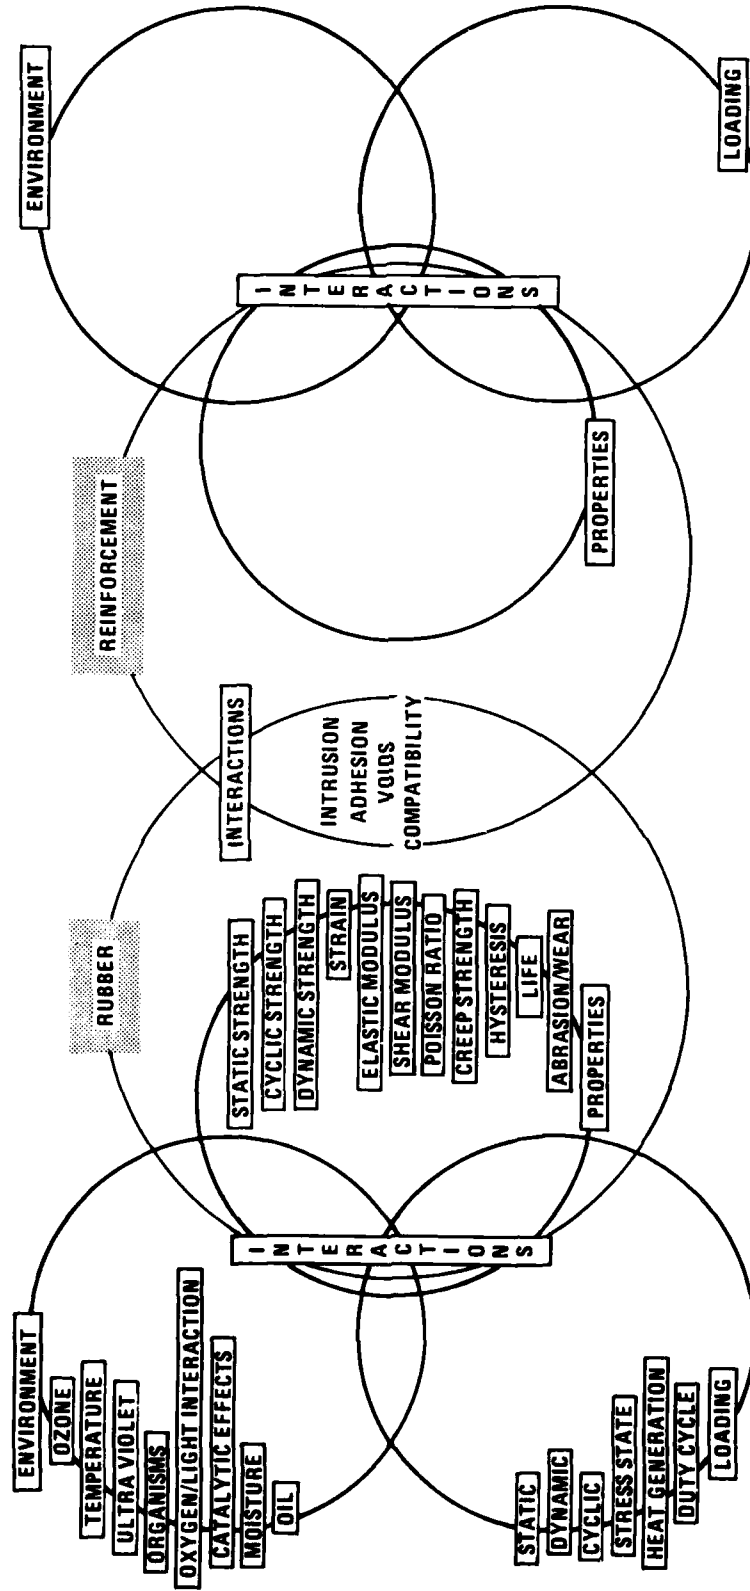 ENVIRONMENT
OZONE
TEMPERATURE
ULTRA VIOLET
ORGANISMS
OXYGEN/LIGHT INTERACTION
CATALYTIC EFFECTS
MOISTURE
OIL
STATIC
DYNAMIC
CYCLIC
STRESS STATE
HEAT GENERATION
DUTY CYCLE
LOADING
INTERACTIONS
RUBBER
STATIC STRENGTH
CYCLIC STRENGTH
DYNAMIC STRENGTH
STRAIN
ELASTIC MODULUS
SHEAR MODULUS
POISSON RATIO
CREEP STRENGTH
HYSTERESIS
LIFE
ABRASION/WEAR
PROPERTIES
INTERACTIONS
INTRUSION
ADHESION
VOIDS
COMPATIBILITY
REINFORCEMENT
PROPERTIES
INTERACTIONS
ENVIRONMENT
LOADING